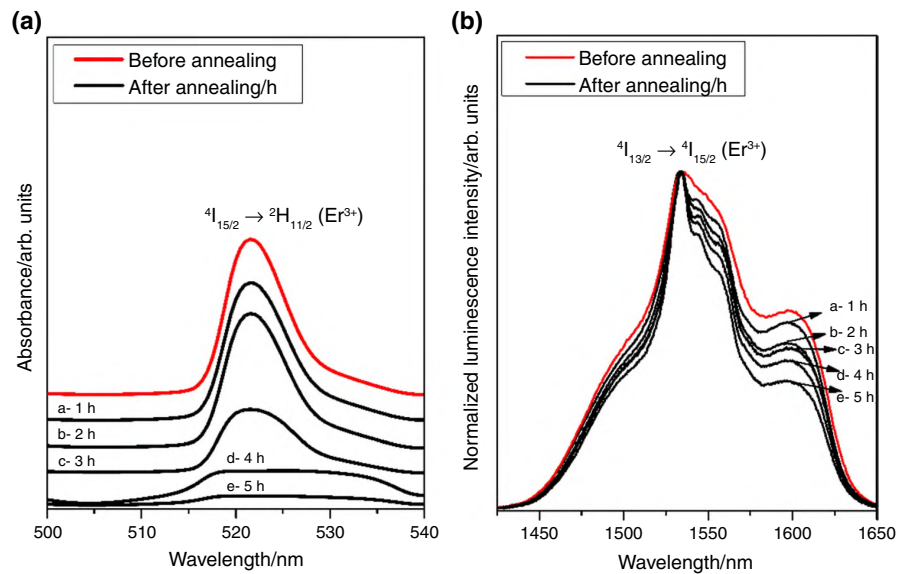 (a)
Before annealing
After annealing/h
⁴I₁₅/₂ → ²H₁₁/₂ (Er³⁺)
a- 1 h
b- 2 h
c- 3 h
d- 4 h
e- 5 h
Absorbance/arb. units
500 510 520 530 540
Wavelength/nm
(b)
Before annealing
After annealing/h
⁴I₁₃/₂ → ⁴I₁₅/₂ (Er³⁺)
a- 1 h
b- 2 h
c- 3 h
d- 4 h
e- 5 h
Normalized luminescence intensity/arb. units
1450 1500 1550 1600 1650
Wavelength/nm